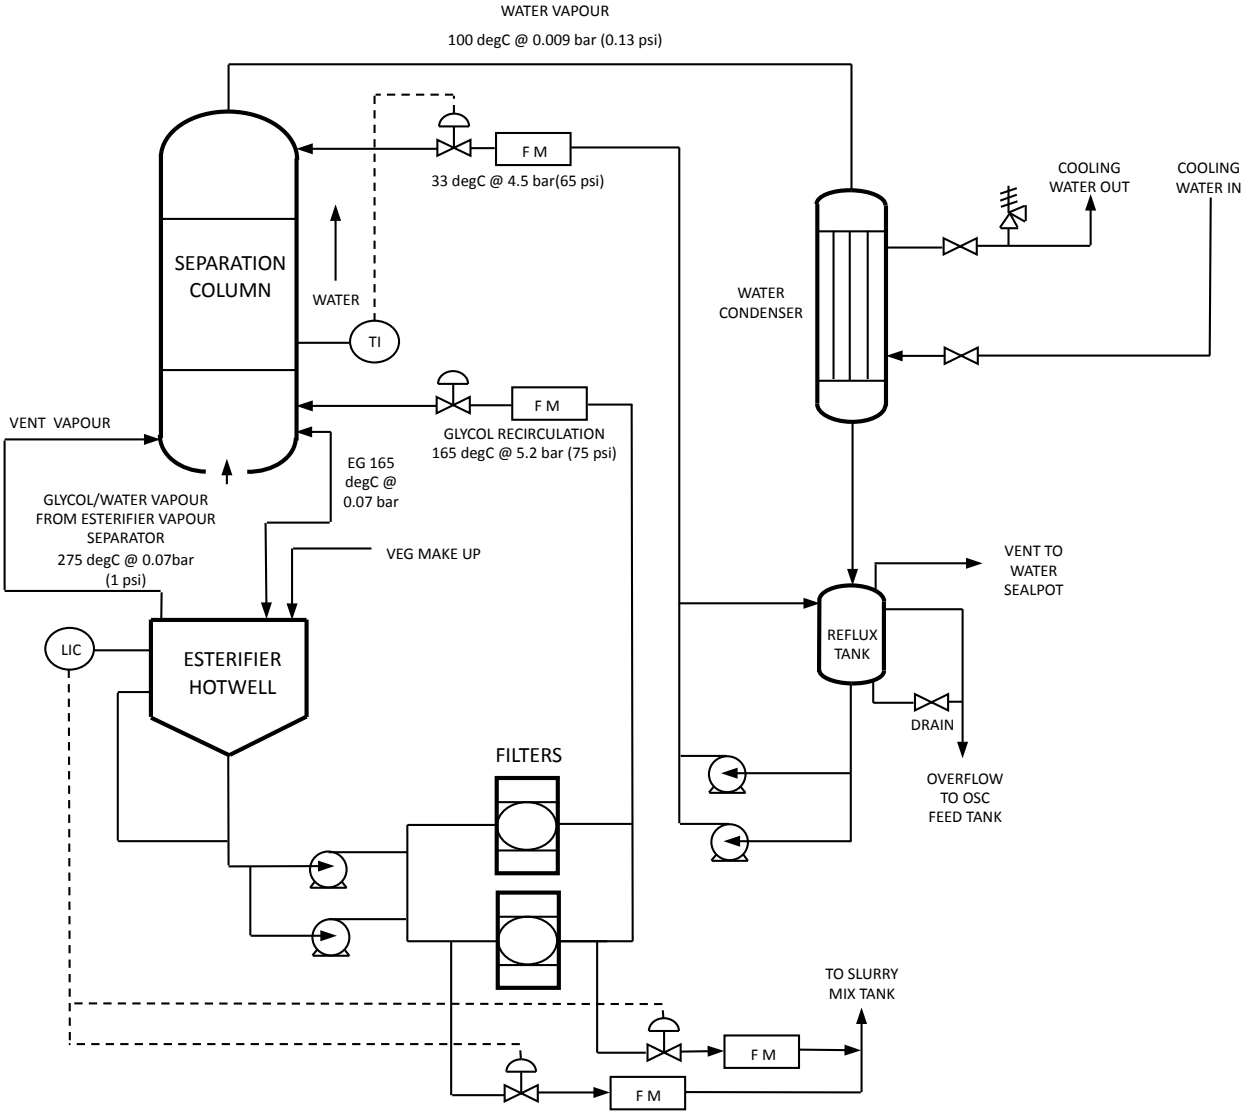 WATER VAPOUR
100 degC @ 0.009 bar (0.13 psi)
F M
33 degC @ 4.5 bar(65 psi)
COOLING
WATER OUT
COOLING
WATER IN
SEPARATION
COLUMN
WATER
TI
WATER
CONDENSER
F M
GLYCOL RECIRCULATION
165 degC @ 5.2 bar (75 psi)
VENT VAPOUR
EG 165
degC @
0.07 bar
GLYCOL/WATER VAPOUR
FROM ESTERIFIER VAPOUR
SEPARATOR
275 degC @ 0.07bar
(1 psi)
VEG MAKE UP
VENT TO
WATER
SEALPOT
LIC
ESTERIFIER
HOTWELL
REFLUX
TANK
DRAIN
FILTERS
OVERFLOW
TO OSC
FEED TANK
TO SLURRY
MIX TANK
F M
F M